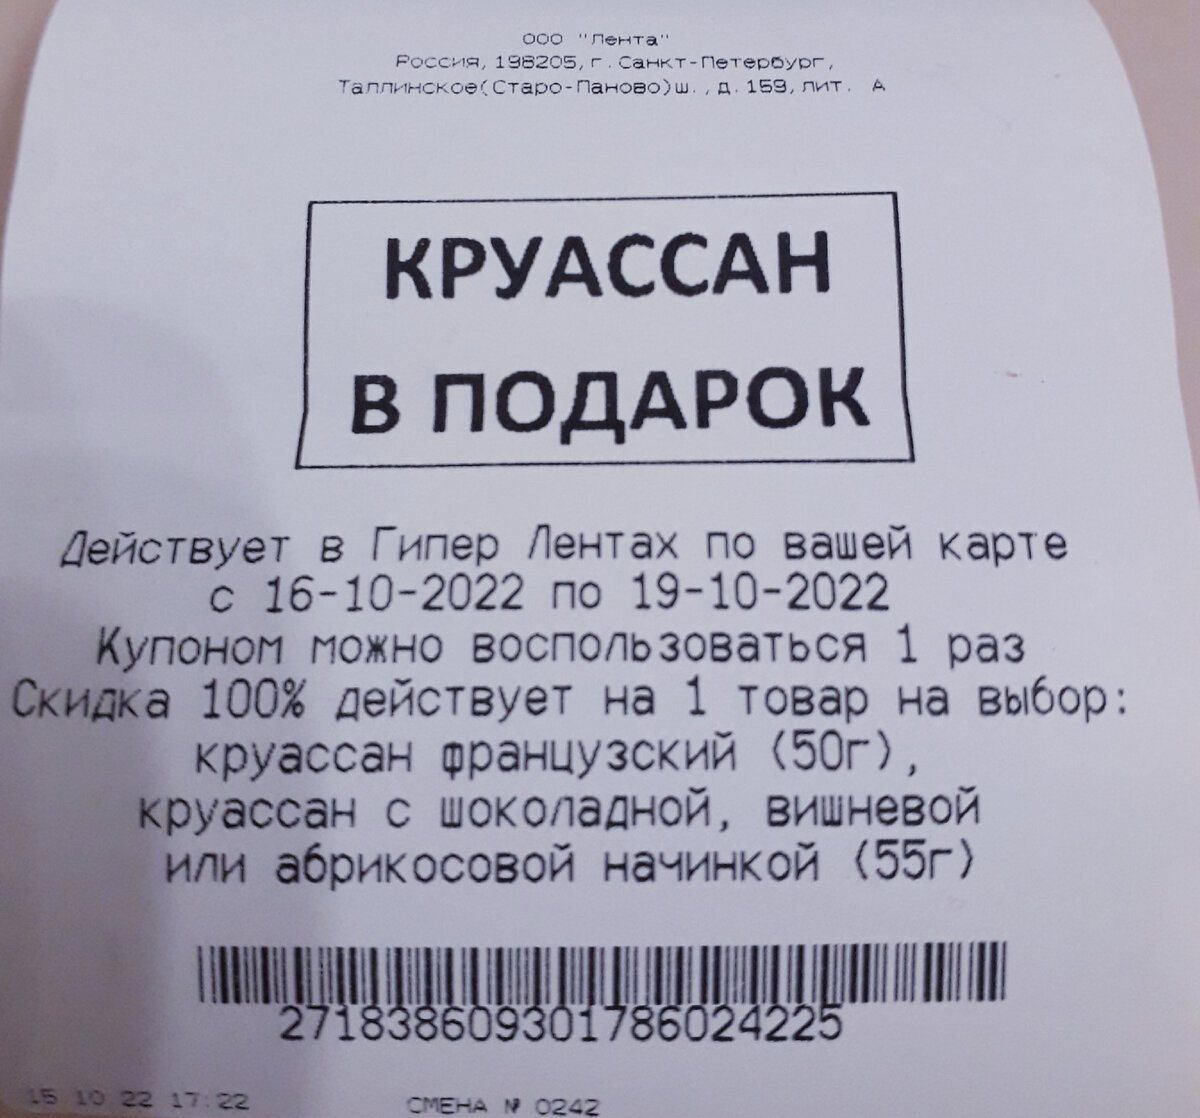 ООО "Лента"
Россия, 198205, г. Санкт-Петербург,
Таллинское(Старо-Паново)ш., д. 159, лит. А
КРУАССАН
В ПОДАРОК
Действует в Гипер Лентах по вашей карте
с 16-10-2022 по 19-10-2022
Купоном можно воспользоваться 1 раз
Скидка 100% действует на 1 товар на выбор:
круассан французский (50г),
круассан с шоколадной, вишневой
или абрикосовой начинкой (55г)
2718386093017860​24225
15.10.22 17:22
СМЕНА № 0242